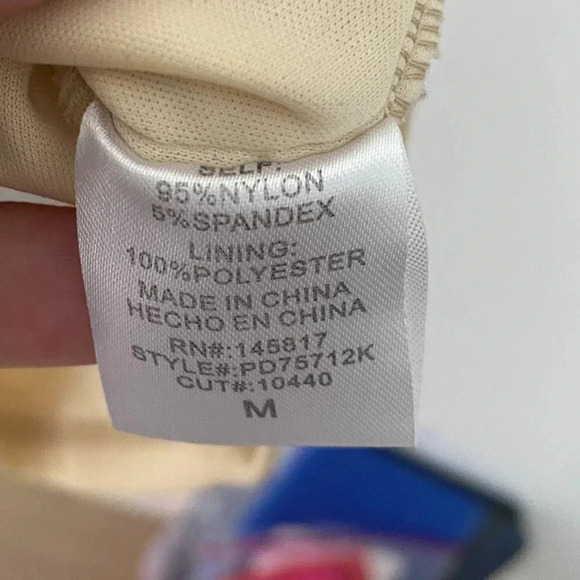 SELF:
95%NYLON
5%SPANDEX
LINING:
100%POLYESTER
MADE IN CHINA
HECHO EN CHINA
RN#:145817
STYLE#:PD75712K
CUT#:10440
M